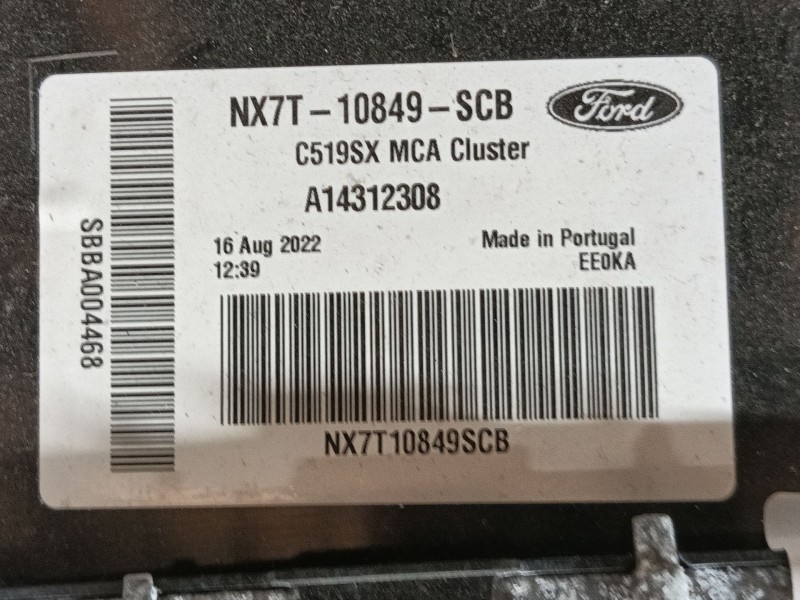 NX7T-10849-SCB
Ford
C519SX MCA Cluster
A14312308
16 Aug 2022
12:39
Made in Portugal
EE0KA
NX7T10849SCB
SBBA004468